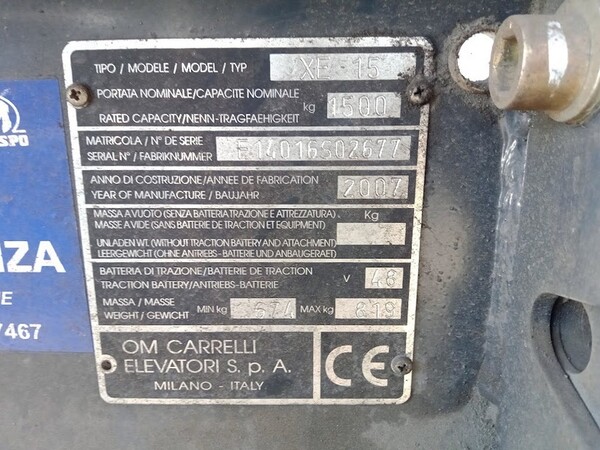 TIPO / MODELE / MODEL / TYP XE 15
PORTATA NOMINALE/CAPACITE NOMINALE
RATED CAPACITY/NENN-TRAGFAEHIGKEIT kg 1500
MATRICOLA / N° DE SERIE
SERIAL N° / FABRIKNUMMER E14016S02677
ANNO DI COSTRUZIONE/ANNEE DE FABRICATION
YEAR OF MANUFACTURE / BAUJAHR 2007
MASSA A VUOTO (SENZA BATTERIA TRAZIONE E ATTREZZATURA) Kg
MASSE A VIDE (SANS BATTERIE DE TRACTION ET EQUIPMENT)
UNLADEN WT. (WITHOUT TRACTION BATTERY AND ATTACHMENT)
LEERGEWICHT (OHNE ANTRIEBS - BATTERIE UND ANBAUGERAET)
BATTERIA DI TRAZIONE/BATTERIE DE TRACTION
TRACTION BATTERY/ANTRIEBS-BATTERIE V 48
MASSA / MASSE
WEIGHT / GEWICHT MIN kg 674 MAX kg 819
OM CARRELLI
ELEVATORI S. p. A.
MILANO - ITALY
CE
NZA
E
7467